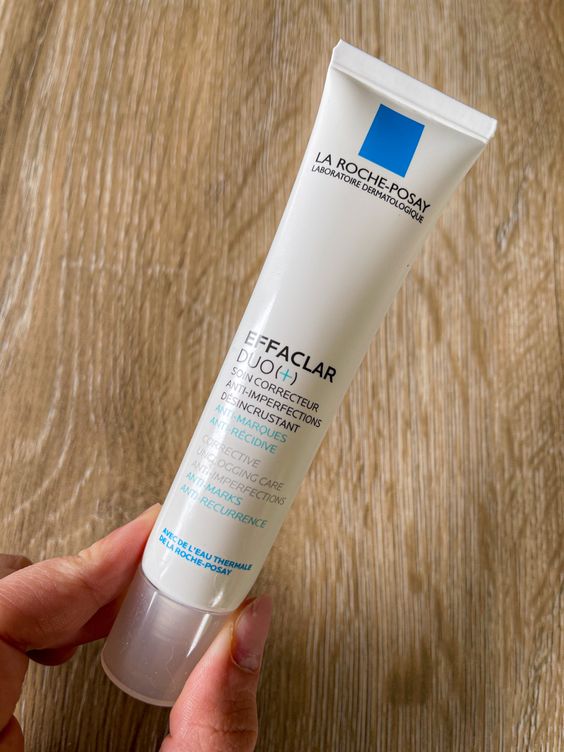 LA ROCHE-POSAY
LABORATOIRE DERMATOLOGIQUE
EFFACLAR
DUO(+)
SOIN CORRECTEUR
ANTI-IMPERFECTIONS
DÉSINCRUSTANT
ANTI-MARQUES
ANTI-RÉCIDIVE
CORRECTIVE
UNCLOGGING CARE
ANTI-IMPERFECTIONS
ANTI-MARKS
ANTI-RECURRENCE
AVEC DE L'EAU THERMALE
DE LA ROCHE-POSAY